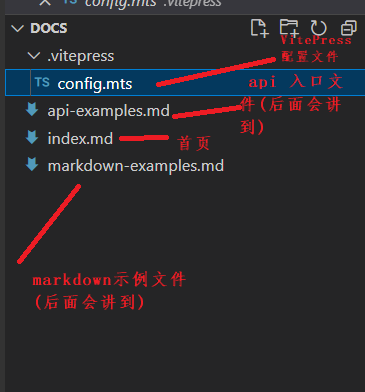 TS config.mts .vitepress
DOCS
VitePress
配置文件
.vitepress
TS config.mts
api 入口文
件(后面会讲
到)
api-examples.md
index.md
首页
markdown-examples.md
markdown示例文件
(后面会讲到)